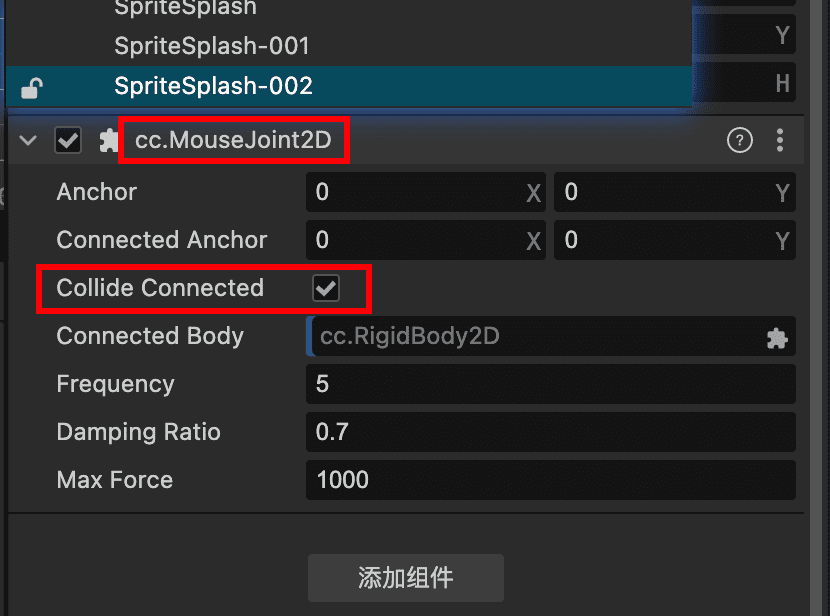 SpriteSplash
Y
SpriteSplash-001
SpriteSplash-002
H
cc.MouseJoint2D
?
Anchor 0 X 0 Y
Connected Anchor 0 X 0 Y
Collide Connected
Connected Body cc.RigidBody2D
Frequency 5
Damping Ratio 0.7
Max Force 1000
添加组件